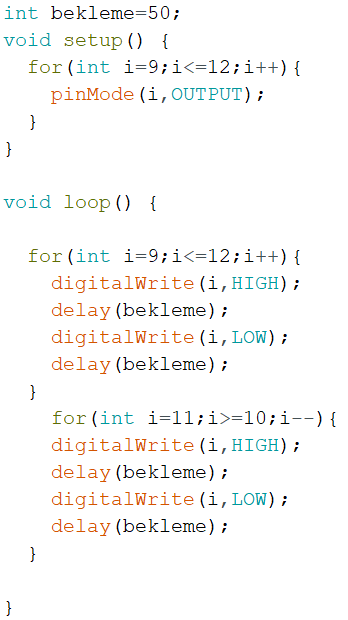 int bekleme=50;
void setup() {
  for(int i=9;i<=12;i++){
    pinMode(i,OUTPUT);
  }
}

void loop() {

  for(int i=9;i<=12;i++){
    digitalWrite(i,HIGH);
    delay(bekleme);
    digitalWrite(i,LOW);
    delay(bekleme);
  }
    for(int i=11;i>=10;i--){
    digitalWrite(i,HIGH);
    delay(bekleme);
    digitalWrite(i,LOW);
    delay(bekleme);
  }

}